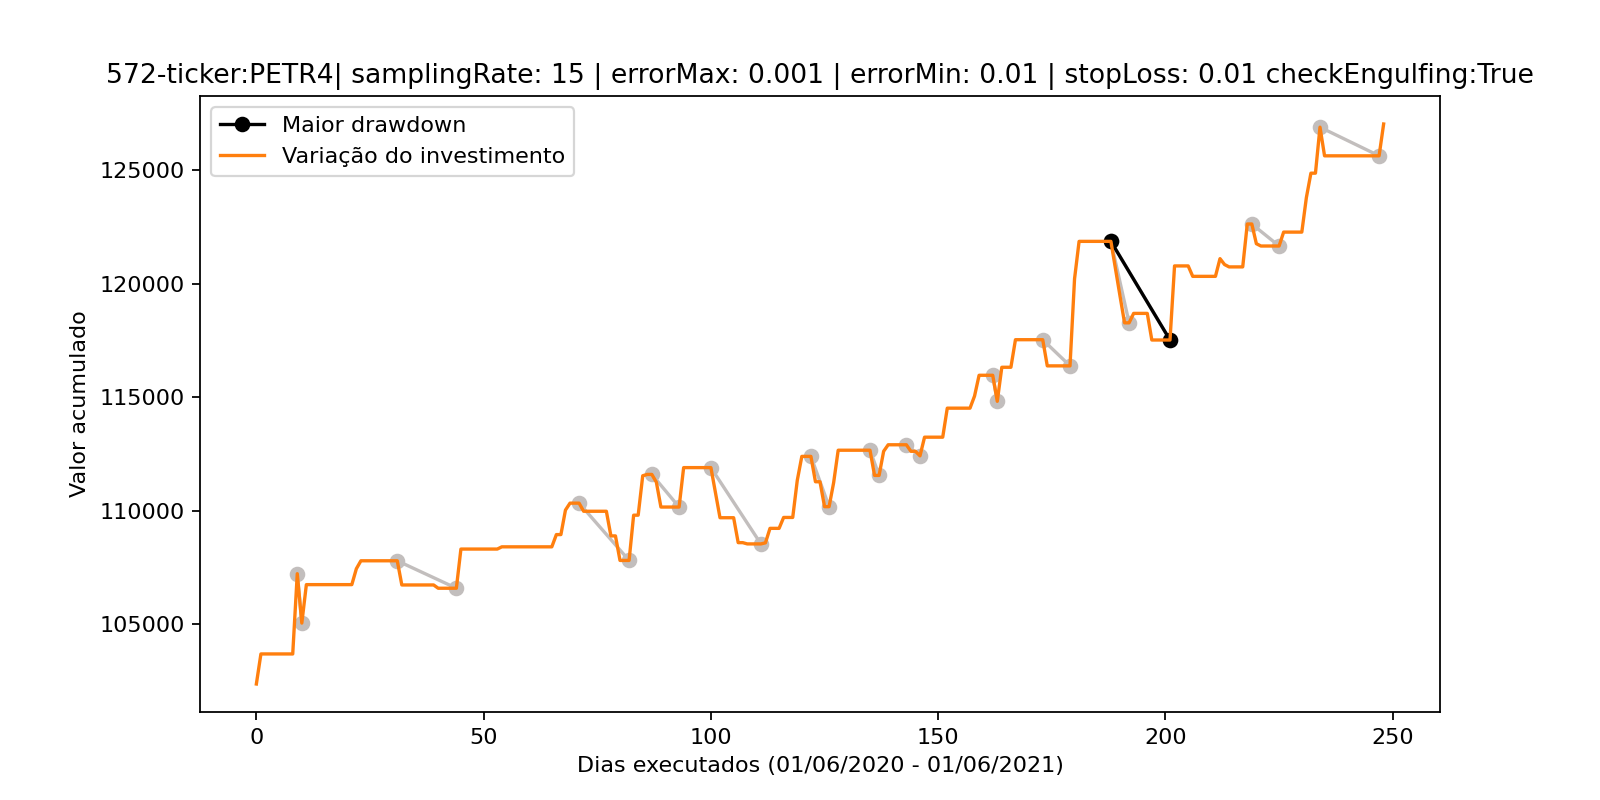 572-ticker:PETR4| samplingRate: 15 | errorMax: 0.001 | errorMin: 0.01 | stopLoss: 0.01 checkEngulfing:True
Maior drawdown
Variação do investimento
Valor acumulado
125000
120000
115000
110000
105000
0 50 100 150 200 250
Dias executados (01/06/2020 - 01/06/2021)